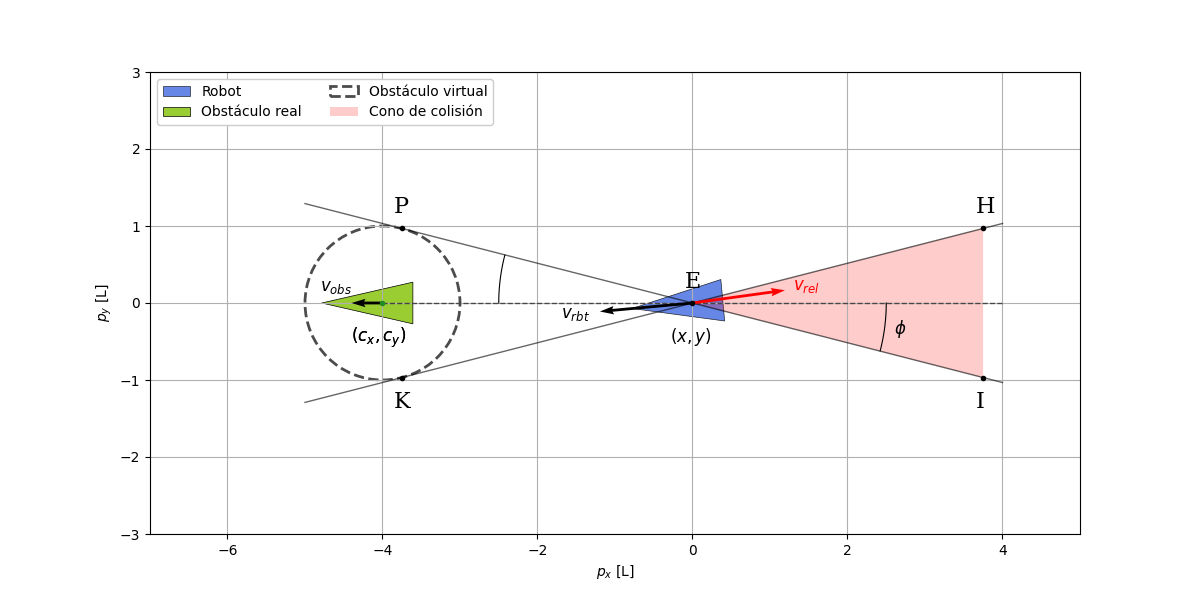 Robot
Obstáculo real
Obstáculo virtual
Cono de colisión
3
2
1
0
−1
−2
−3
p_y [L]
P
H
E
v_obs
v_rel
v_rbt
(c_x, c_y)
(x, y)
ϕ
K
I
−6
−4
−2
0
2
4
p_x [L]